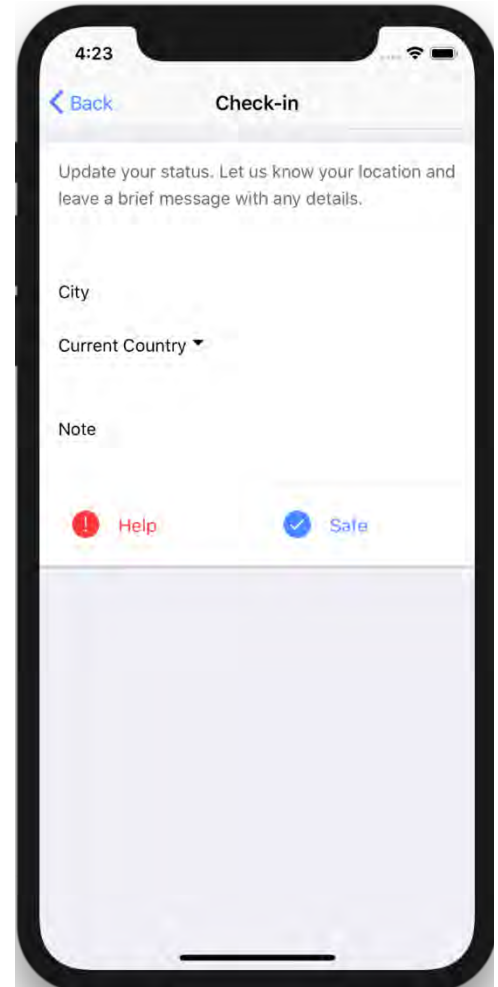 4:23
Back
Check-in
Update your status. Let us know your location and
leave a brief message with any details.
City
Current Country
Note
Help
Safe